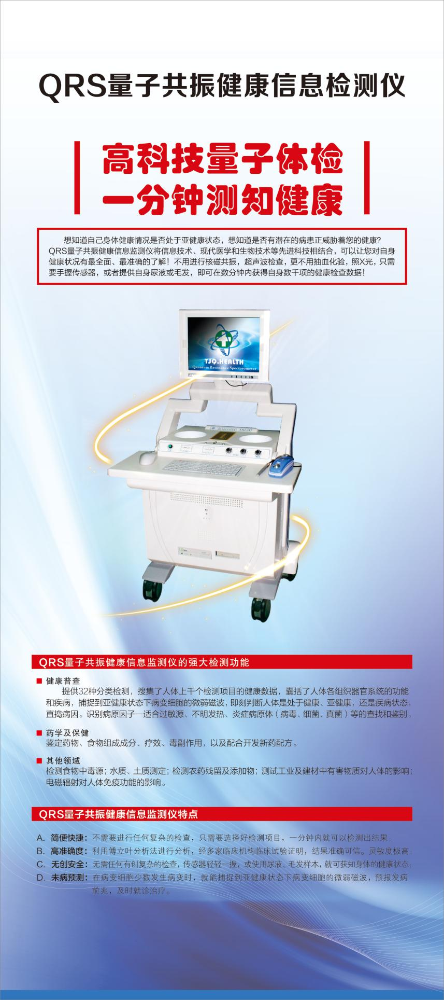 QRS量子共振健康信息检测仪
高科技量子体检
一分钟测知健康
想知道自己身体健康情况是否处于亚健康状态，想知道是否有潜在的病患正威胁着您的健康？
QRS量子共振健康信息监测仪将信息技术、现代医学和生物技术等先进科技相结合，可以让您对自身
健康状况有最全面、最准确的了解！不用进行核磁共振，超声波检查，更不用抽血化验，照X光，只需
要手握传感器，或者提供自身尿液或毛发，即可在数分钟内获得自身数千项的健康检查数据！
TJQ.HEALTH
Quantum Resonance Spectorometer
QRS量子共振健康信息监测仪的强大检测功能
■ 健康普查
提供32种分类检测，搜集了人体上千个检测项目的健康数据，囊括了人体各组织器官系统的功能
和疾病，捕捉到亚健康状态下病变细胞的微弱磁波，即刻判断人体是处于健康、亚健康，还是疾病状态，
直捣病因。识别病原因子—适合过敏源、不明发热、炎症病原体（病毒、细菌、真菌）等的查找和鉴别。
■ 药学及保健
鉴定药物、食物组成成分、疗效、毒副作用，以及配合开发新药配方。
■ 其他领域
检测食物中毒源；水质、土质测定；检测农药残留及添加物；测试工业及建材中有害物质对人体的影响；
电磁辐射对人体免疫功能的影响。
QRS量子共振健康信息监测仪特点
A. 简便快捷：不需要进行任何复杂的检查，只需要选择好检测项目，一分钟内就可以检测出结果；
B. 高准确度：利用傅立叶分析法进行分析，经多家临床机构临床试验证明，结果准确可信。灵敏度极高；
C. 无创安全：无需任何有创复杂的检查，传感器轻轻一握，或使用尿液、毛发样本，就可获知身体的健康状态；
D. 未病预测：在病变细胞少数发生病变时，就能捕捉到亚健康状态下病变细胞的微弱磁波，预报发病
前兆，及时就诊治疗。